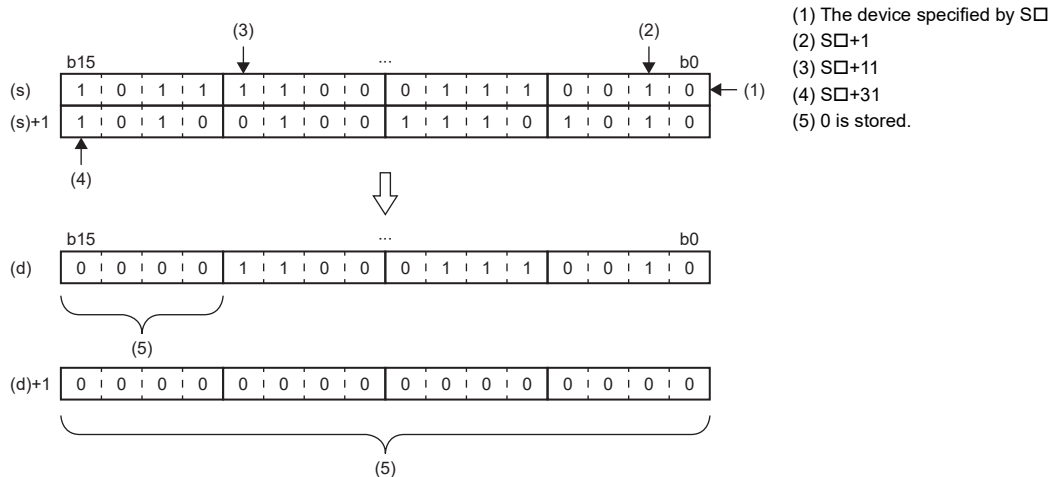 (3) (2)
b15 ... b0
(s) 1 0 1 1 1 1 0 0 0 1 1 1 0 0 1 0 (1)
(s)+1 1 0 1 0 0 1 0 0 1 1 1 0 1 0 1 0
(4)
b15 ... b0
(d) 0 0 0 0 1 1 0 0 0 1 1 1 0 0 1 0
(5)
(d)+1 0 0 0 0 0 0 0 0 0 0 0 0 0 0 0 0
(5)
(1) The device specified by S□
(2) S□+1
(3) S□+11
(4) S□+31
(5) 0 is stored.